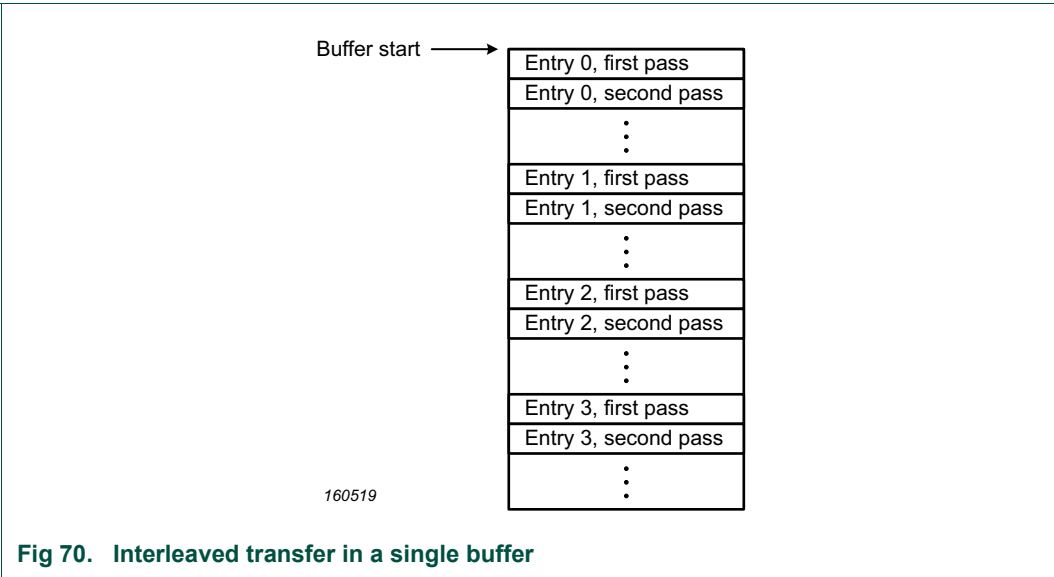 Buffer start
Entry 0, first pass
Entry 0, second pass
Entry 1, first pass
Entry 1, second pass
Entry 2, first pass
Entry 2, second pass
Entry 3, first pass
Entry 3, second pass
160519
Fig 70. Interleaved transfer in a single buffer